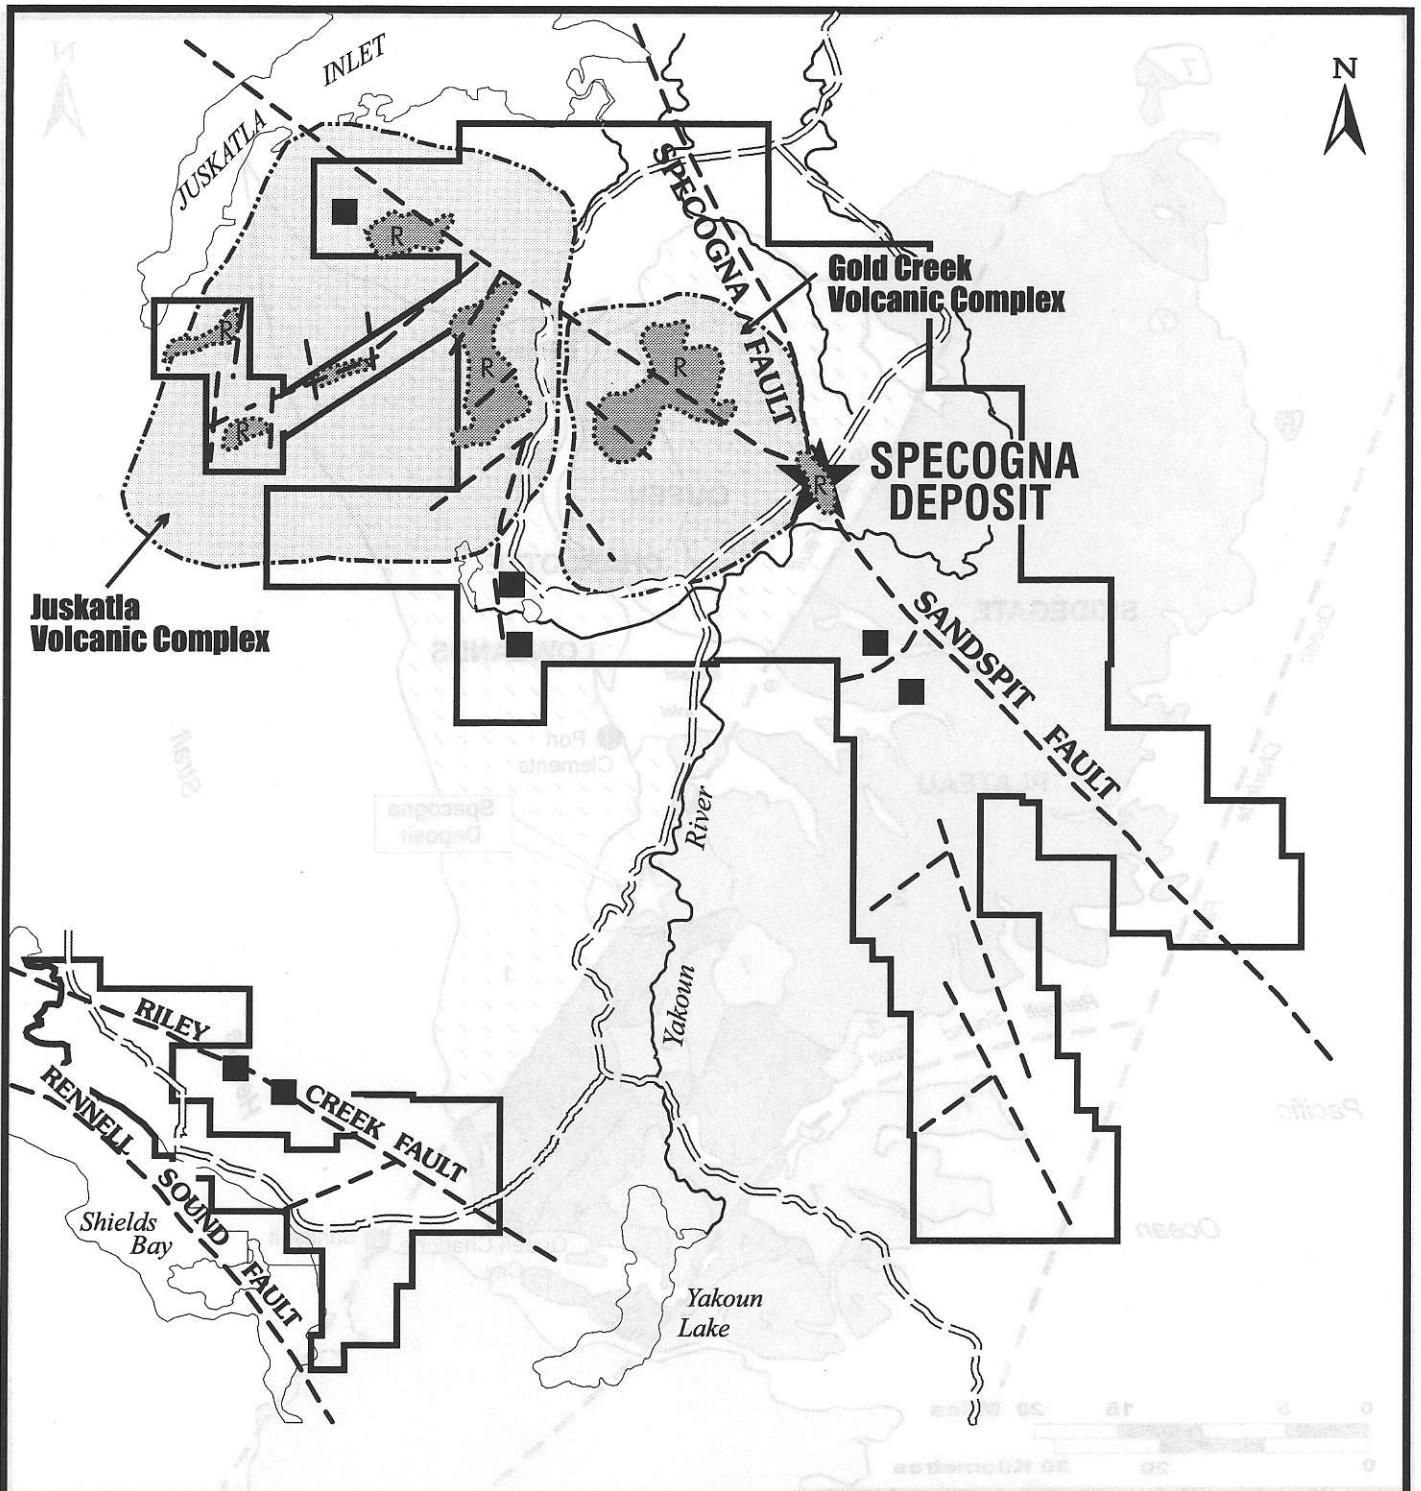 INLET
N
JUSKATLA
SPECOGNA FAULT
R
Gold Creek
Volcanic Complex
R
R
R
R
SPECOGNA
DEPOSIT
R
Juskatla
Volcanic Complex
SANDSPIT FAULT
River
Yakoun
RILEY CREEK FAULT
RENNELL SOUND FAULT
Shields
Bay
Yakoun
Lake